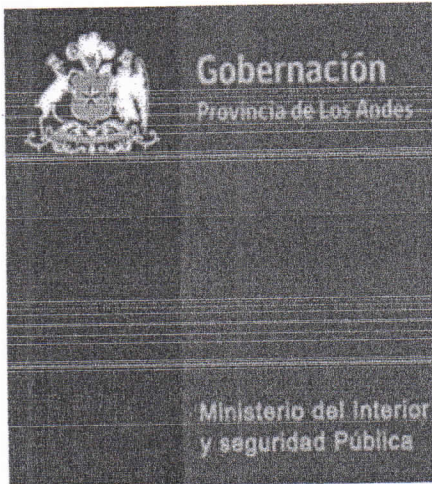 Gobernación
Provincia de Los Andes
Ministerio del Interior
y seguridad Pública